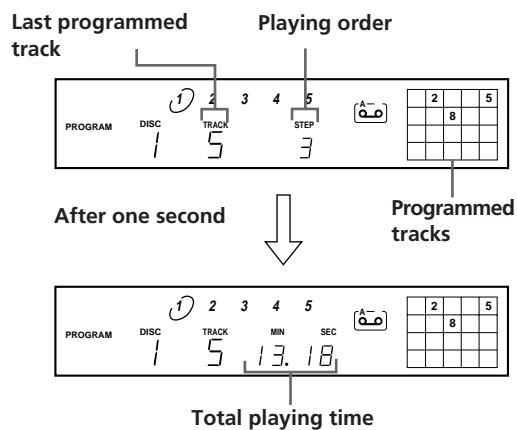 Last programmed track
Playing order
1 2 3 4 5
A
2 5
PROGRAM DISC TRACK STEP
8
1 5 3
After one second
Programmed tracks
1 2 3 4 5
A
2 5
PROGRAM DISC TRACK MIN SEC
8
1 5 13.18
Total playing time